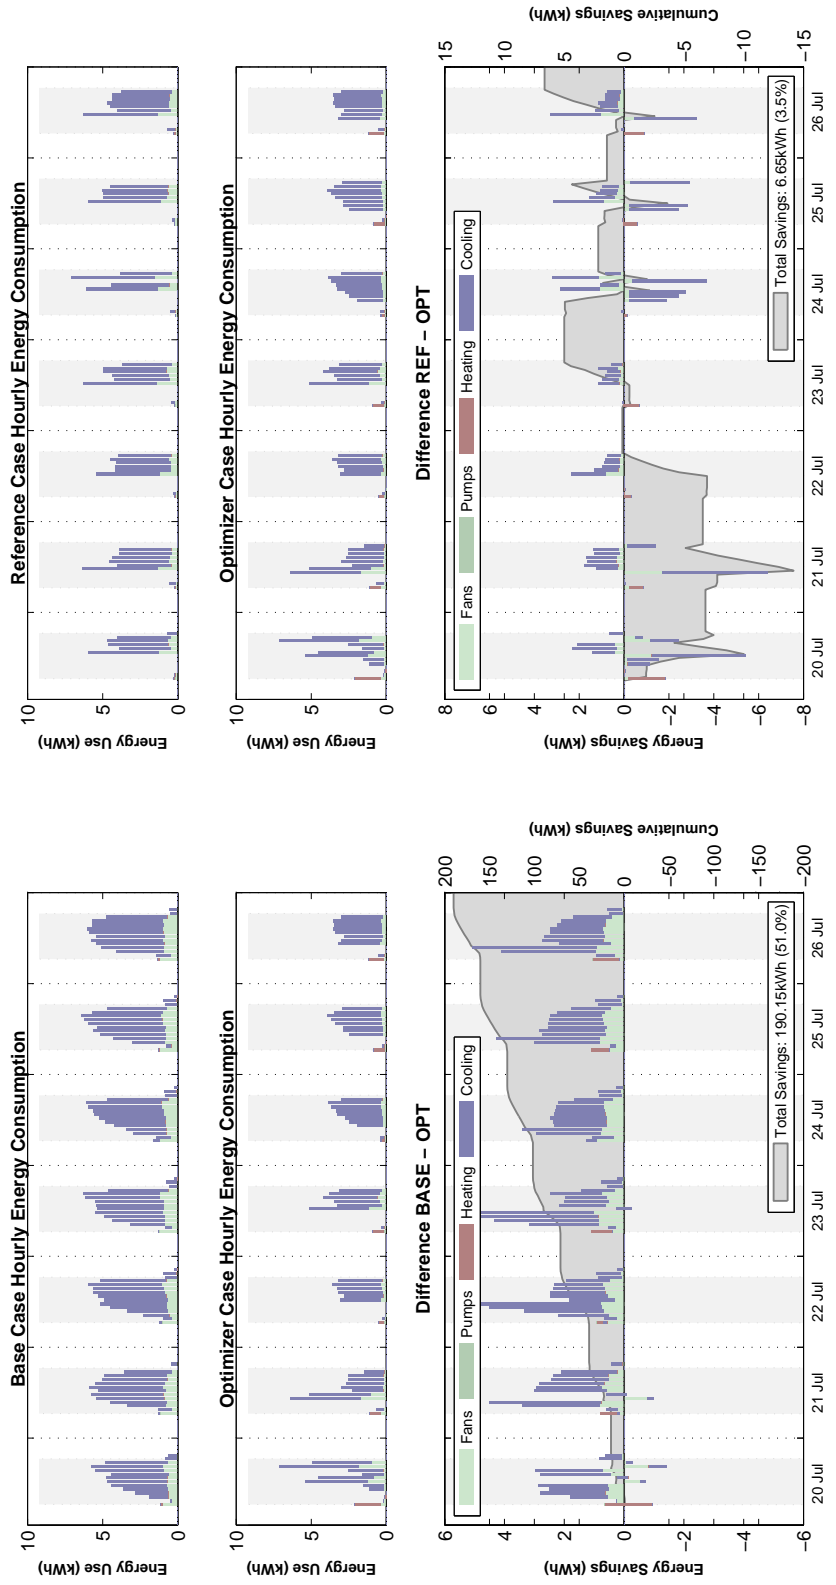 Base Case Hourly Energy Consumption
Energy Use (kWh)
10
5
0
Optimizer Case Hourly Energy Consumption
Energy Use (kWh)
10
5
0
Difference BASE − OPT
Energy Savings (kWh)
6
4
2
0
−2
−4
−6
Fans Pumps Heating Cooling
Cumulative Savings (kWh)
200
150
100
50
0
−50
−100
−150
−200
Total Savings: 190.15kWh (51.0%)
20 Jul 21 Jul 22 Jul 23 Jul 24 Jul 25 Jul 26 Jul
Reference Case Hourly Energy Consumption
Energy Use (kWh)
10
5
0
Optimizer Case Hourly Energy Consumption
Energy Use (kWh)
10
5
0
Difference REF − OPT
Energy Savings (kWh)
8
6
4
2
0
−2
−4
−6
−8
Fans Pumps Heating Cooling
Cumulative Savings (kWh)
15
10
5
0
−5
−10
−15
Total Savings: 6.65kWh (3.5%)
20 Jul 21 Jul 22 Jul 23 Jul 24 Jul 25 Jul 26 Jul